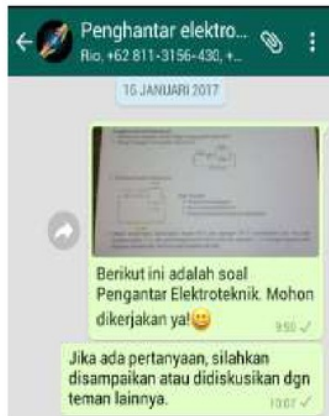 Penghantar elektro...
Rio, +62 811-3156-430, +...
16 JANUARI 2017
Berikut ini adalah soal
Pengantar Elektroteknik. Mohon
dikerjakan ya!😀
9:50
Jika ada pertanyaan, silahkan
disampaikan atau didiskusikan dgn
teman lainnya.
10:07